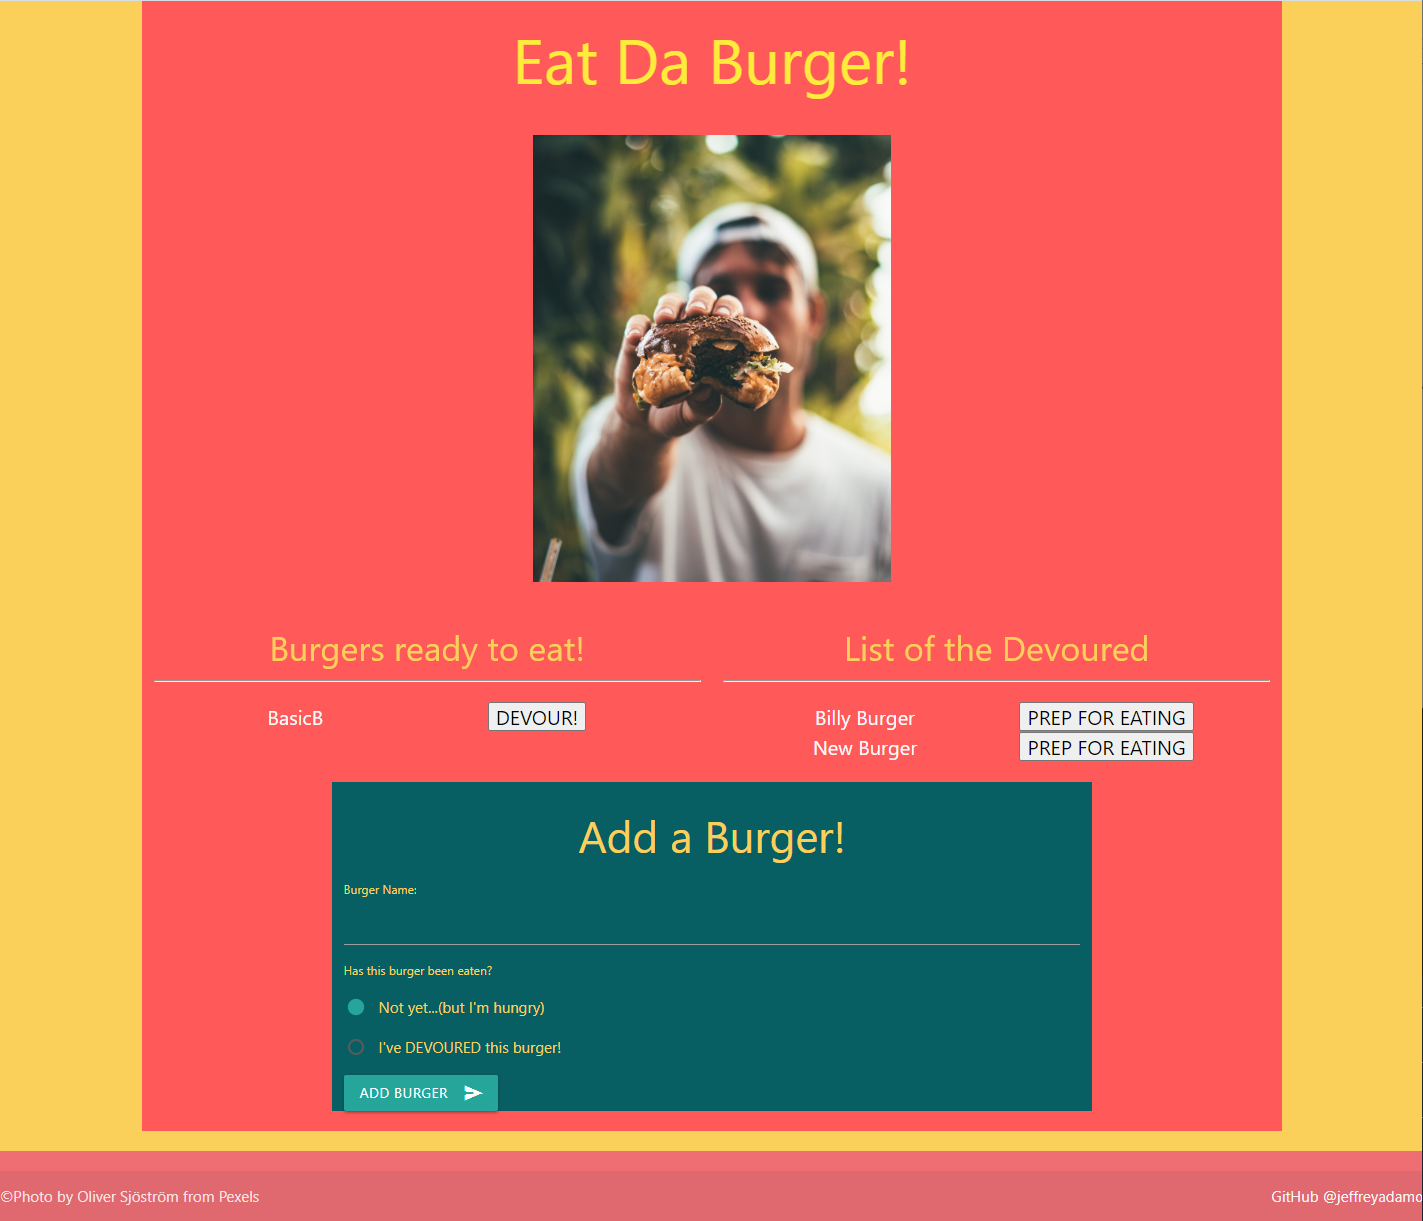 Eat Da Burger!
Burgers ready to eat!
BasicB DEVOUR!
List of the Devoured
Billy Burger PREP FOR EATING
New Burger PREP FOR EATING
Add a Burger!
Burger Name:
Has this burger been eaten?
Not yet...(but I'm hungry)
I've DEVOURED this burger!
ADD BURGER
©Photo by Oliver Sjöström from Pexels
GitHub @jeffreyadamo